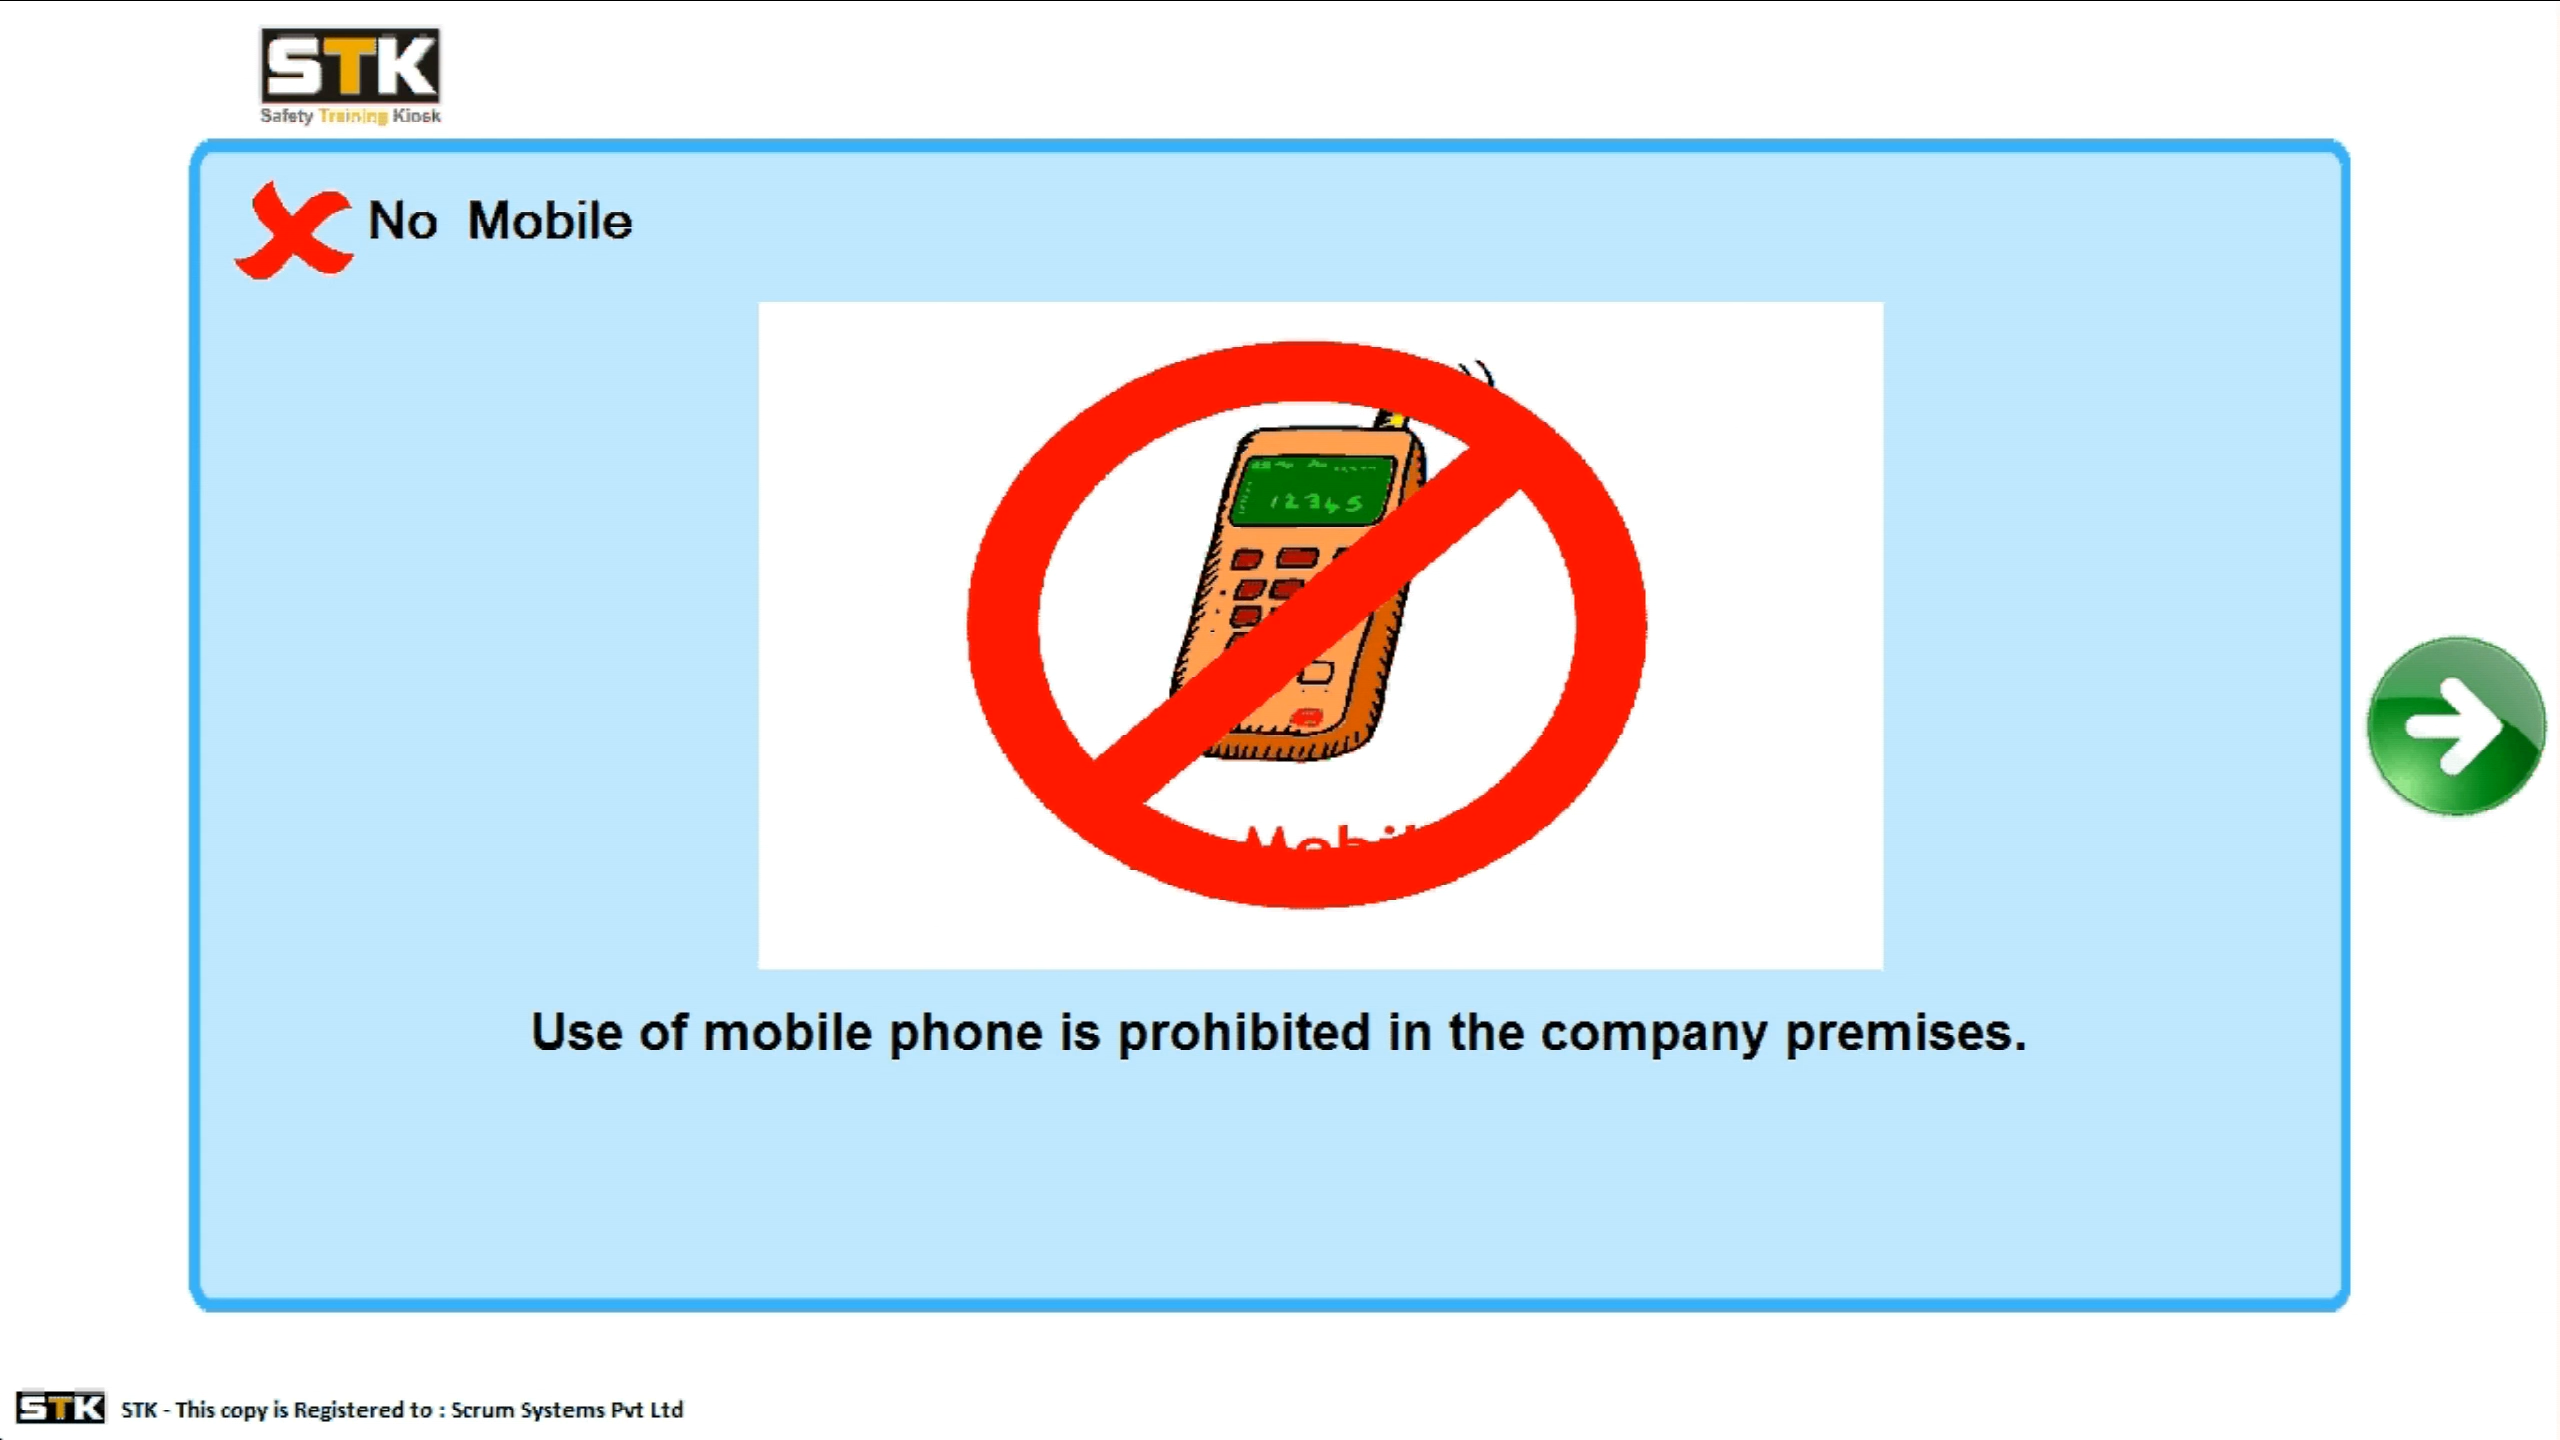 STK
Safety Training Kiosk
No Mobile
12345
Use of mobile phone is prohibited in the company premises.
STK STK - This copy is Registered to : Scrum Systems Pvt Ltd